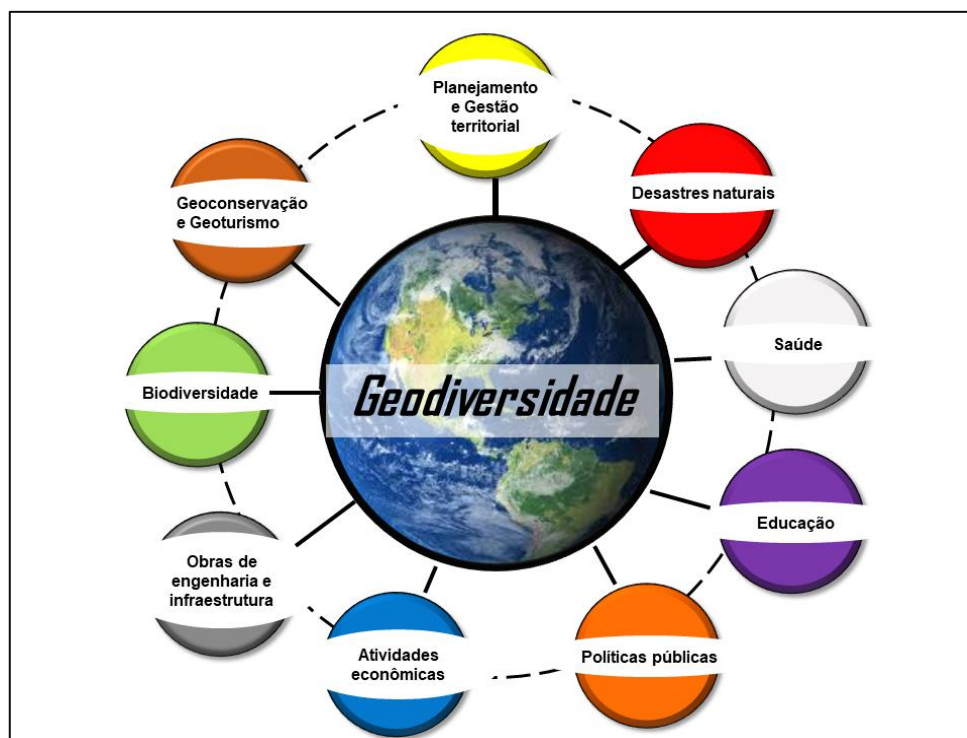 Planejamento
e Gestão
territorial
Desastres naturais
Geoconservação
e Geoturismo
Saúde
Biodiversidade
Geodiversidade
Educação
Obras de
engenharia e
infraestrutura
Políticas públicas
Atividades
econômicas